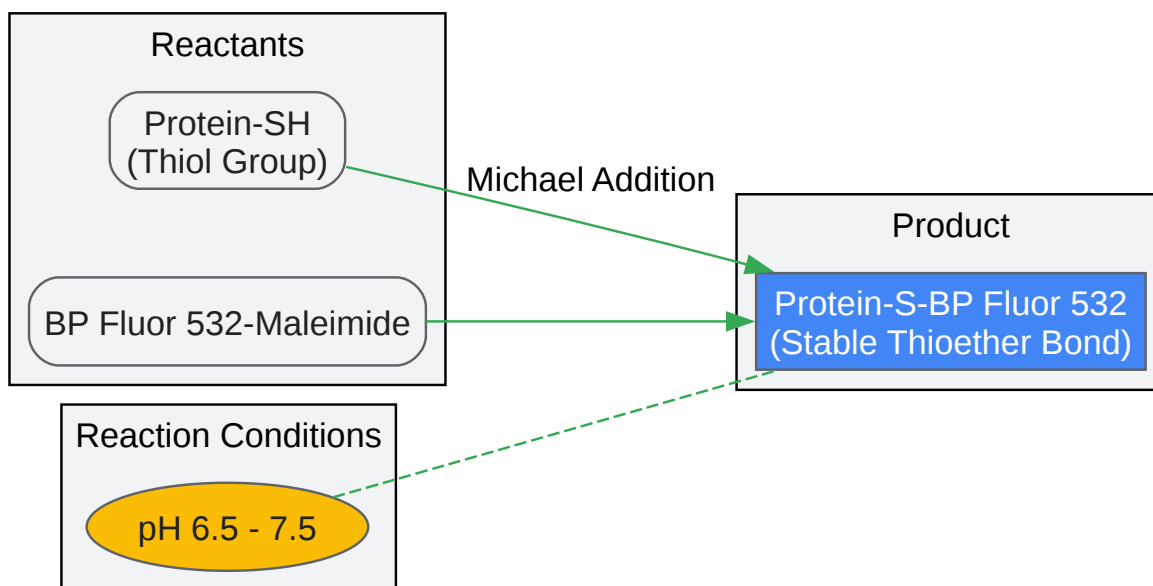 Reactants
Protein-SH
(Thiol Group)
BP Fluor 532-Maleimide
Michael Addition
Product
Protein-S-BP Fluor 532
(Stable Thioether Bond)
Reaction Conditions
pH 6.5 - 7.5